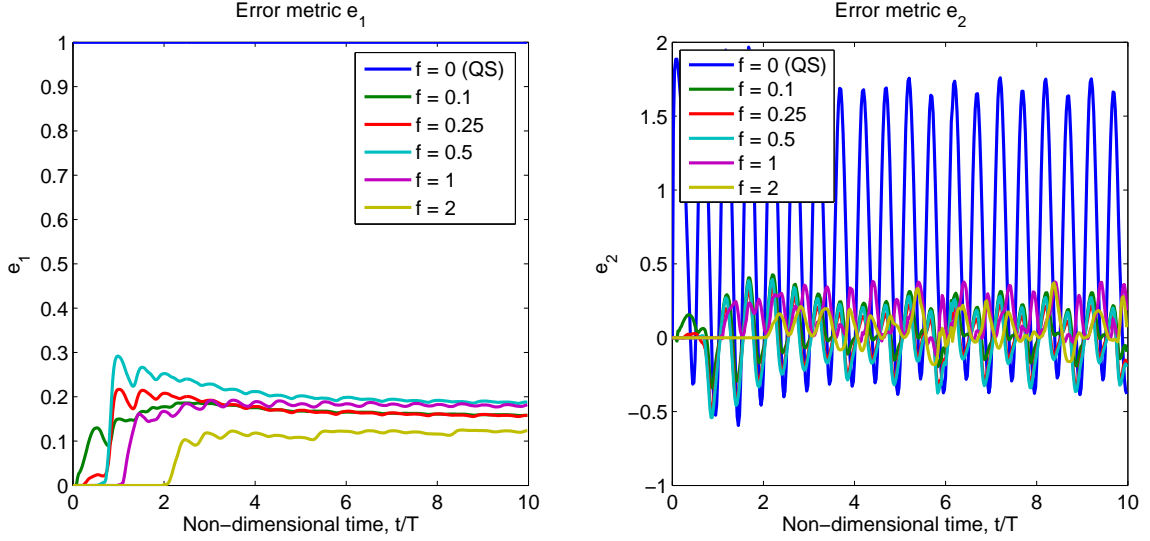 Error metric e1
1
0.9
0.8
0.7
0.6
0.5
0.4
0.3
0.2
0.1
0
0 2 4 6 8 10
e1
Non−dimensional time, t/T
f = 0 (QS)
f = 0.1
f = 0.25
f = 0.5
f = 1
f = 2
Error metric e2
2
1.5
1
0.5
0
−0.5
−1
0 2 4 6 8 10
e2
Non−dimensional time, t/T
f = 0 (QS)
f = 0.1
f = 0.25
f = 0.5
f = 1
f = 2